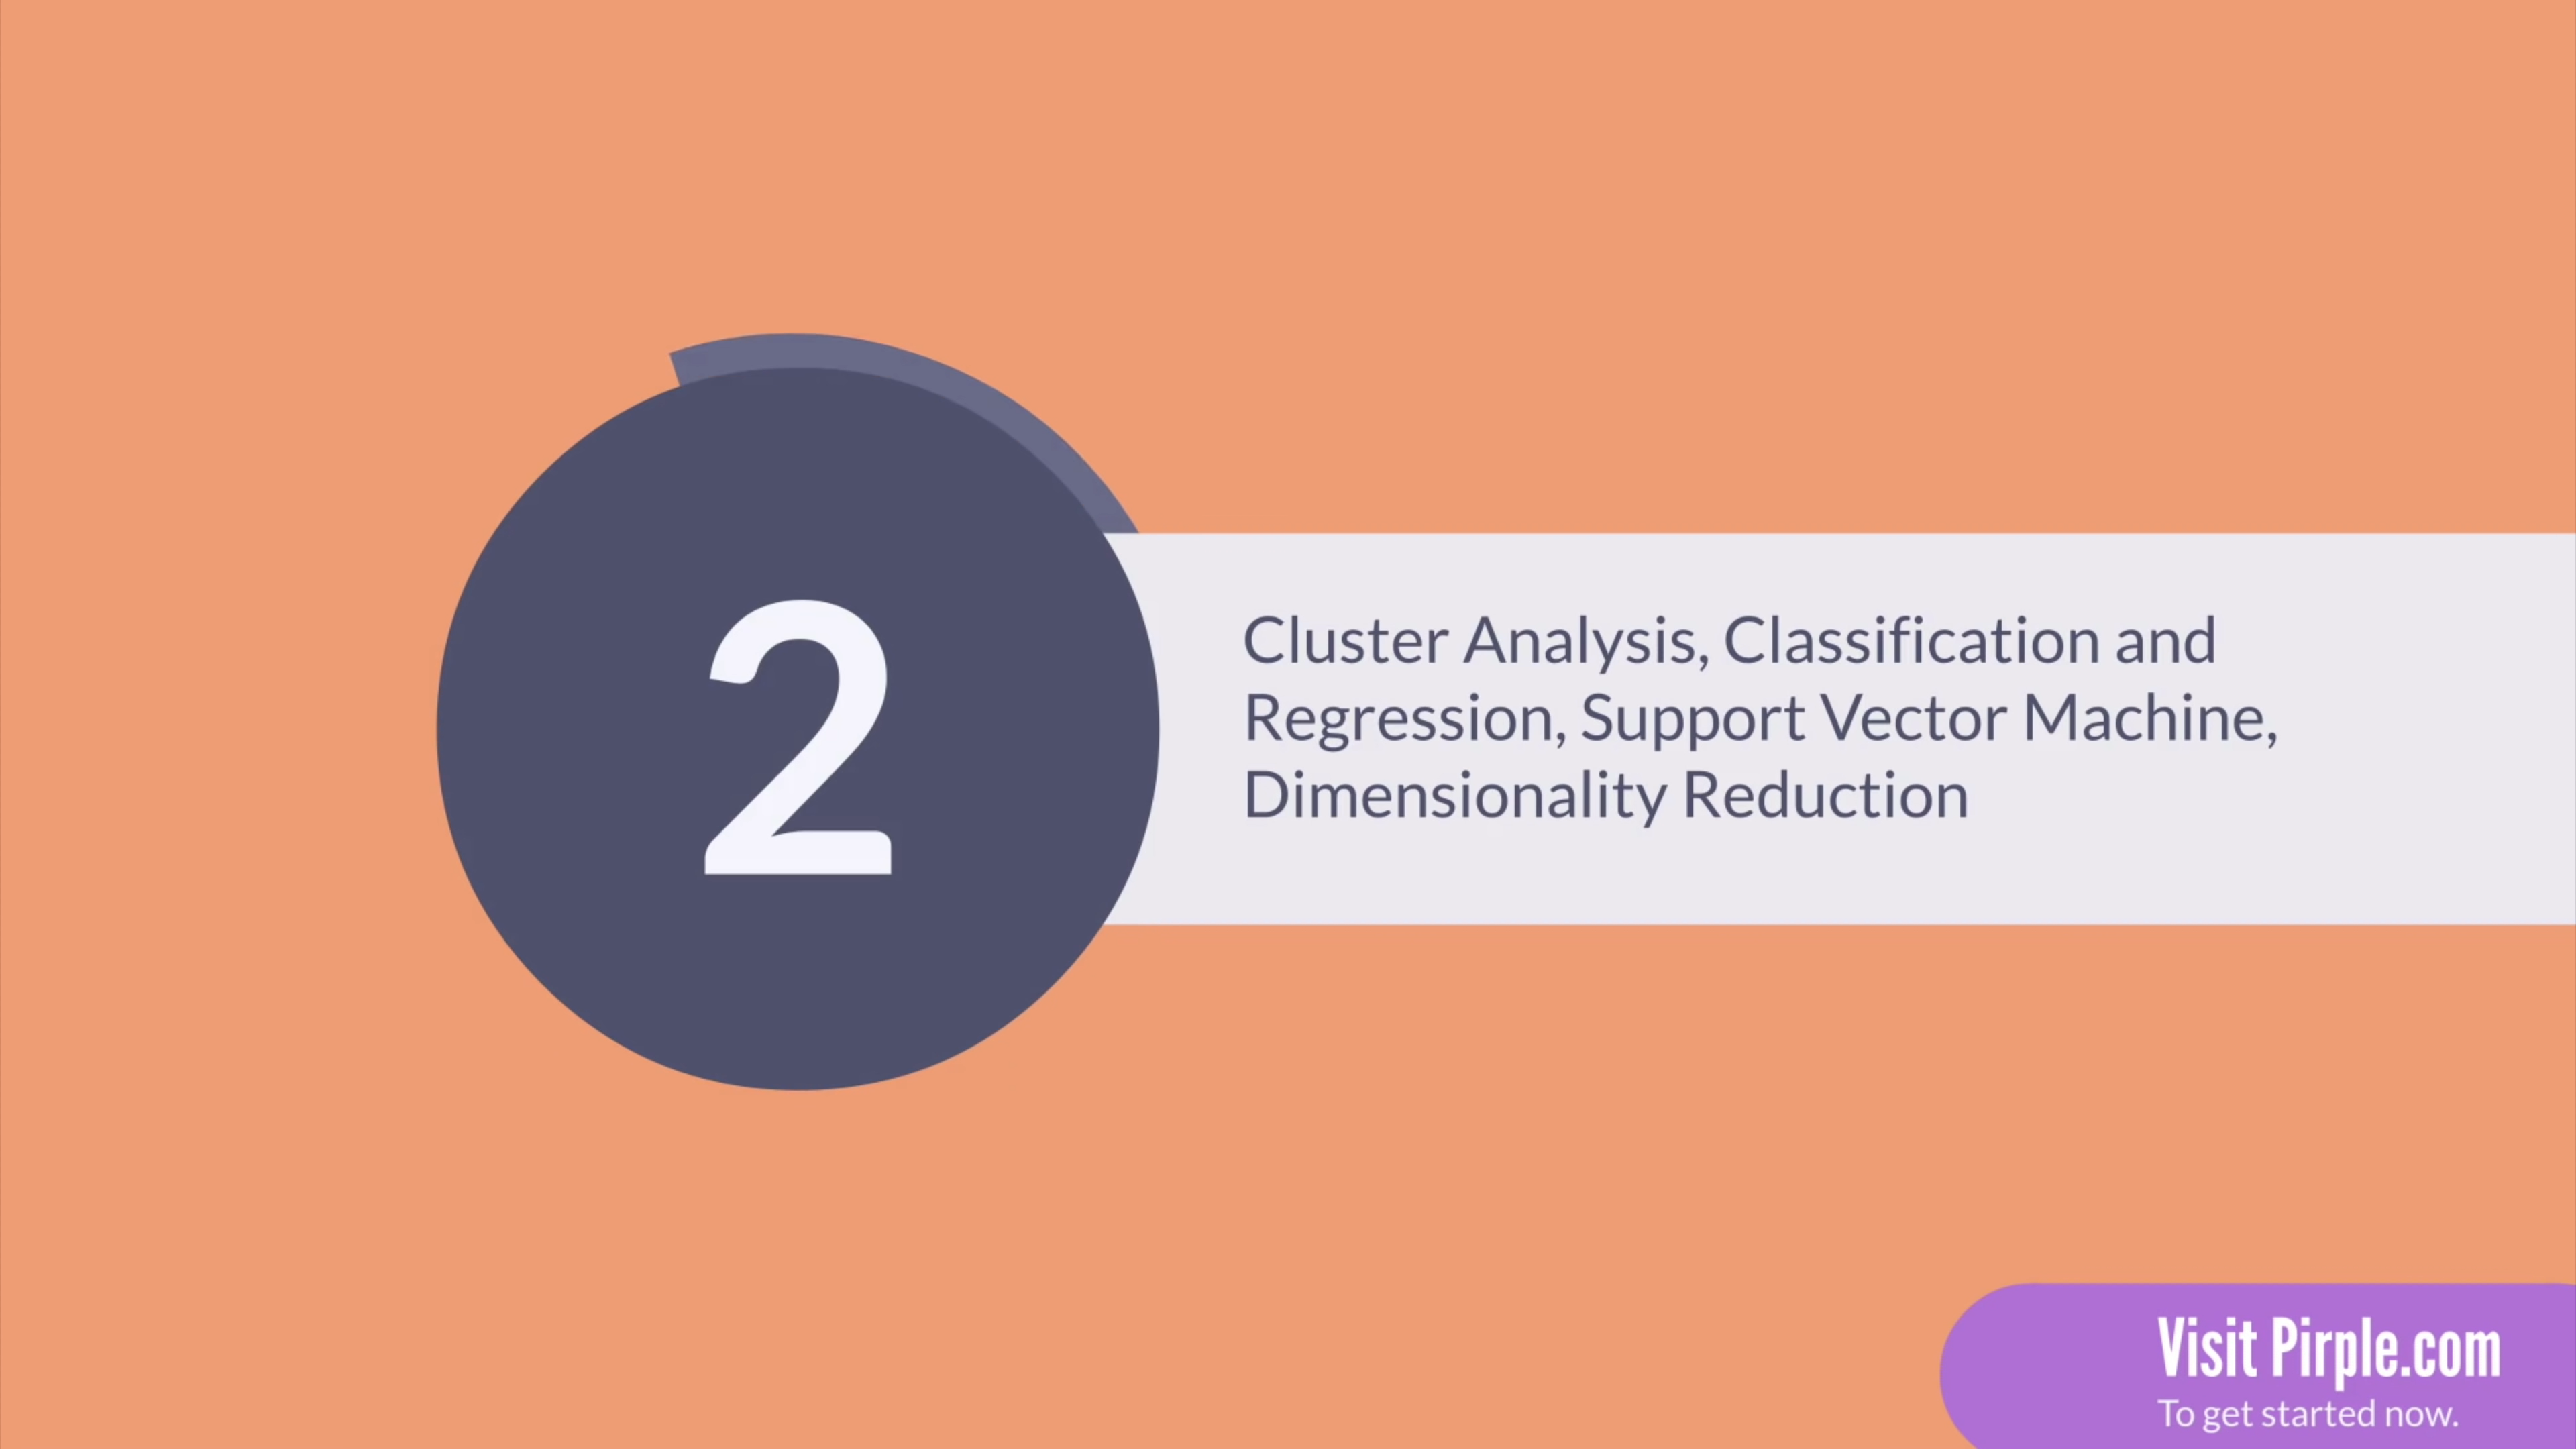 2
Cluster Analysis, Classification and
Regression, Support Vector Machine,
Dimensionality Reduction
Visit Pirple.com
To get started now.